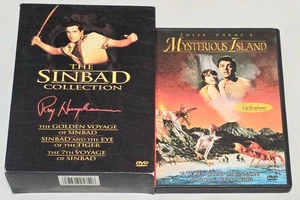 THE
SINBAD
COLLECTION
Ray Harryhausen
THE GOLDEN VOYAGE
OF SINBAD
SINBAD AND THE EYE
OF THE TIGER
THE 7TH VOYAGE
OF SINBAD
DVD
JULES VERNE'S
MYSTERIOUS ISLAND
DVD